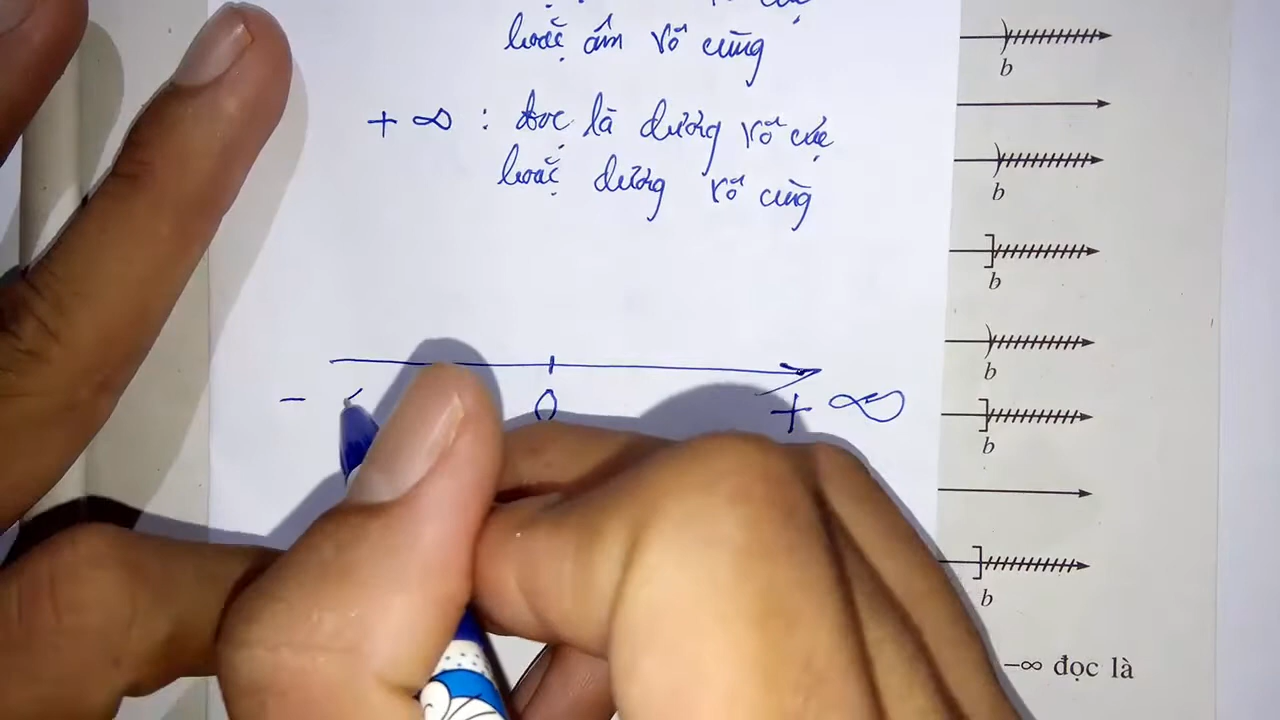 hoặc âm vô cùng
+ ∞ : đọc là dương vô cực
hoặc dương vô cùng
- 0 + ∞
b
b
b
b
b
b
−∞ đọc là